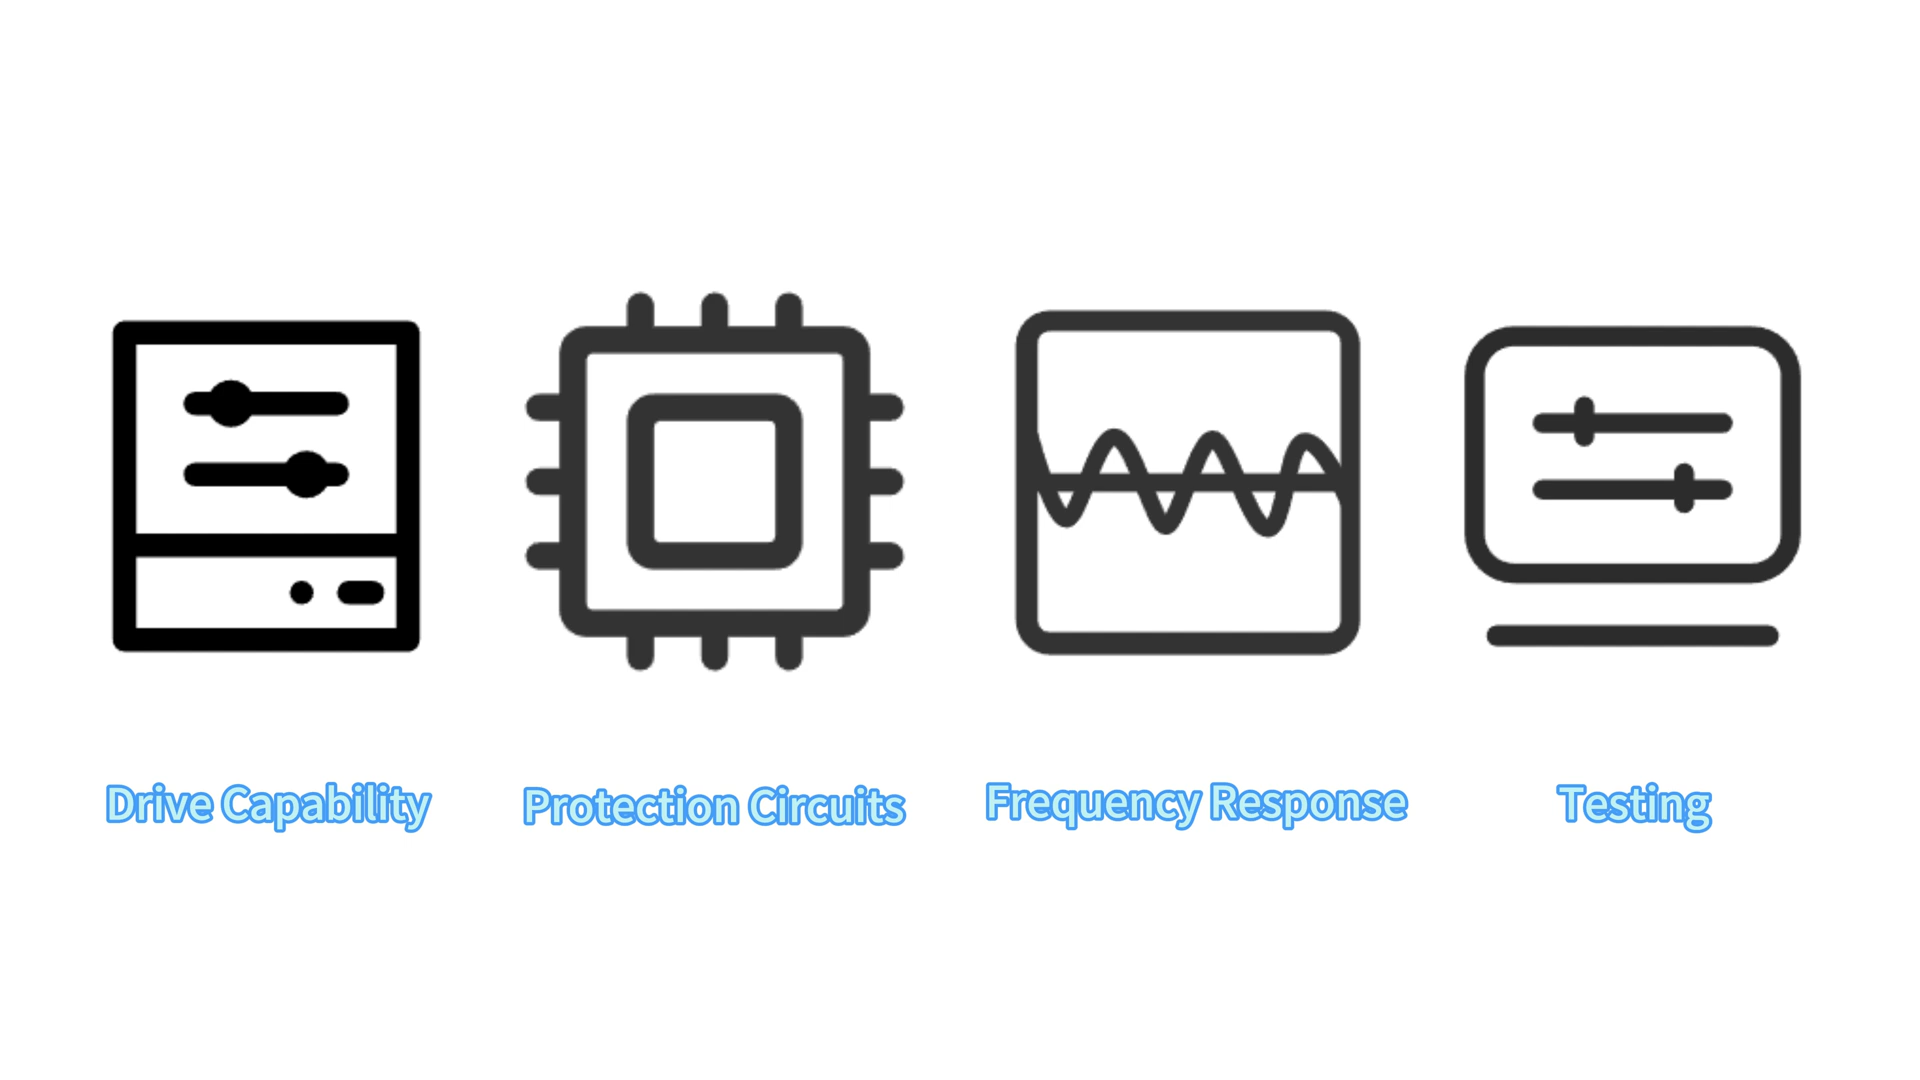 Drive Capability
Protection Circuits
Frequency Response
Testing